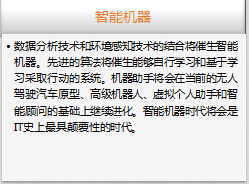 智能机器
• 数据分析技术和环境感知技术的结合将催生智能
机器。先进的算法将催生能够自行学习和基于学
习采取行动的系统。机器助手将会在当前的无人
驾驶汽车原型、高级机器人、虚拟个人助手和智
能顾问的基础上继续进化。智能机器时代将会是
IT史上最具颠覆性的时代。